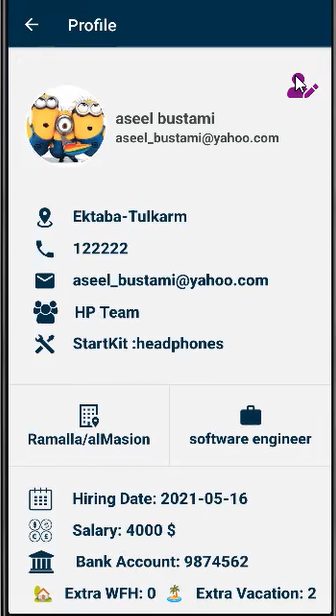 Profile
aseel bustami
aseel_bustami@yahoo.com
Ektaba-Tulkarm
122222
aseel_bustami@yahoo.com
HP Team
StartKit :headphones
Ramalla/alMasion
software engineer
Hiring Date: 2021-05-16
Salary: 4000 $
Bank Account: 9874562
Extra WFH: 0 Extra Vacation: 2